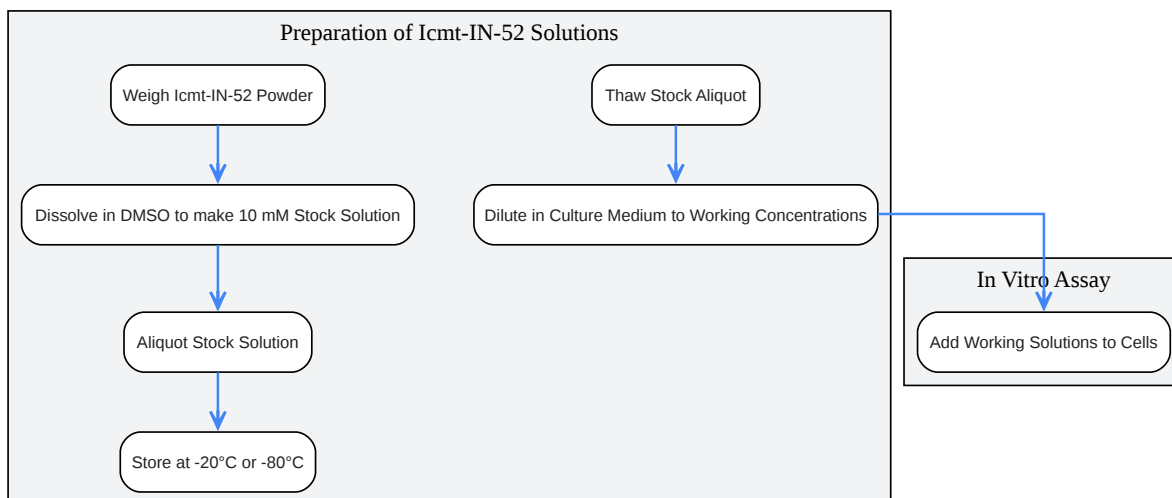 Preparation of Icmt-IN-52 Solutions
Weigh Icmt-IN-52 Powder
Thaw Stock Aliquot
Dissolve in DMSO to make 10 mM Stock Solution
Dilute in Culture Medium to Working Concentrations
In Vitro Assay
Aliquot Stock Solution
Add Working Solutions to Cells
Store at -20°C or -80°C